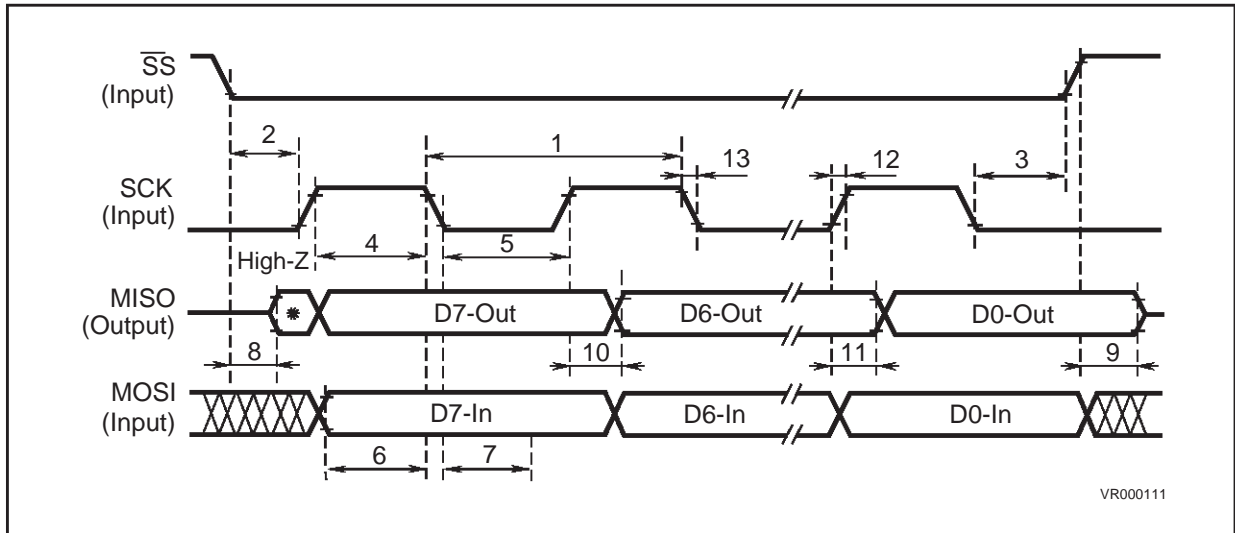 SS
(Input)
2
1
13
12
3
SCK
(Input)
4
5
High-Z
MISO
(Output)
*
D7-Out
D6-Out
D0-Out
8
10
11
9
MOSI
(Input)
D7-In
D6-In
D0-In
6
7
VR000111